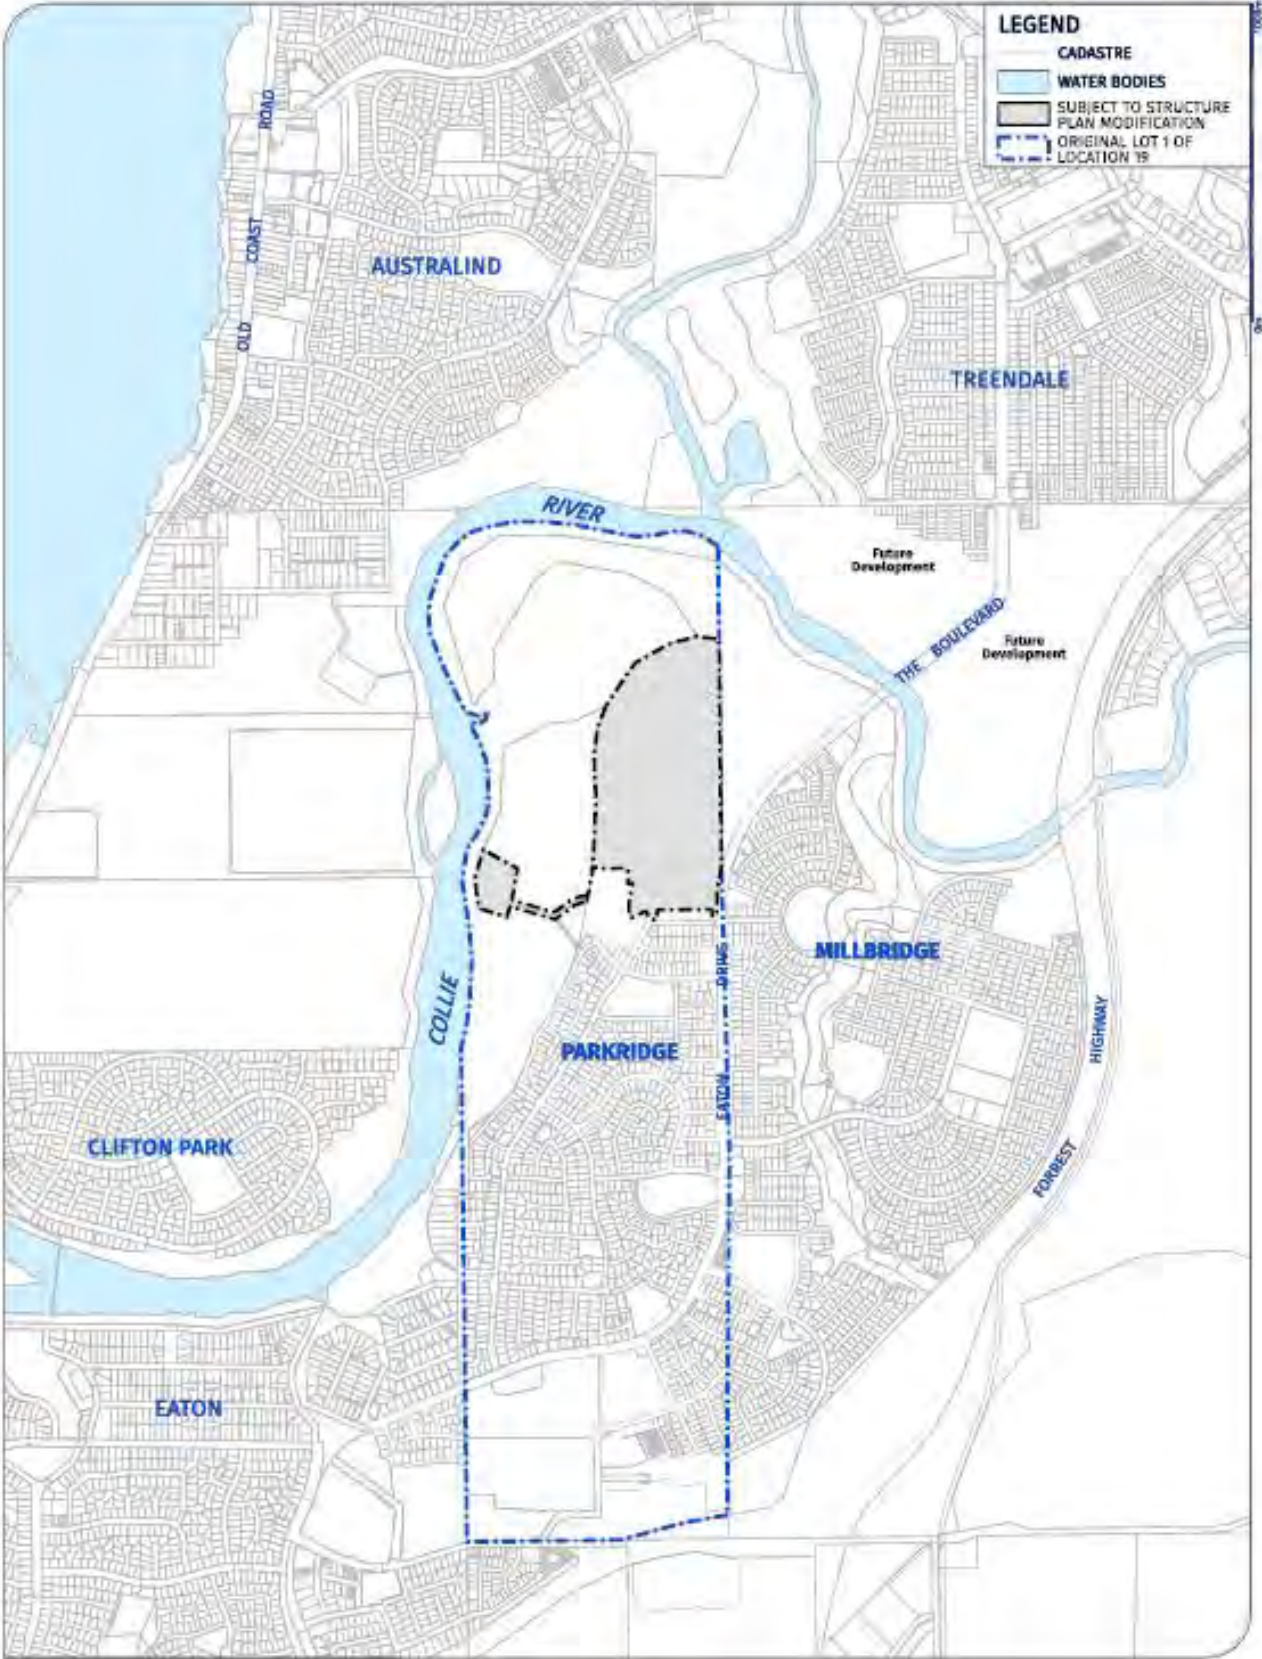 LEGEND
CADASTRE
WATER BODIES
SUBJECT TO STRUCTURE
PLAN MODIFICATION
ORIGINAL LOT 1 OF
LOCATION 19
OLD COAST ROAD
AUSTRALIND
TREENDALE
RIVER
Future
Development
THE BOULEVARD
Future
Development
MILLBRIDGE
COLLIE
EATON DRIVE
PARKRIDGE
FORREST HIGHWAY
CLIFTON PARK
EATON